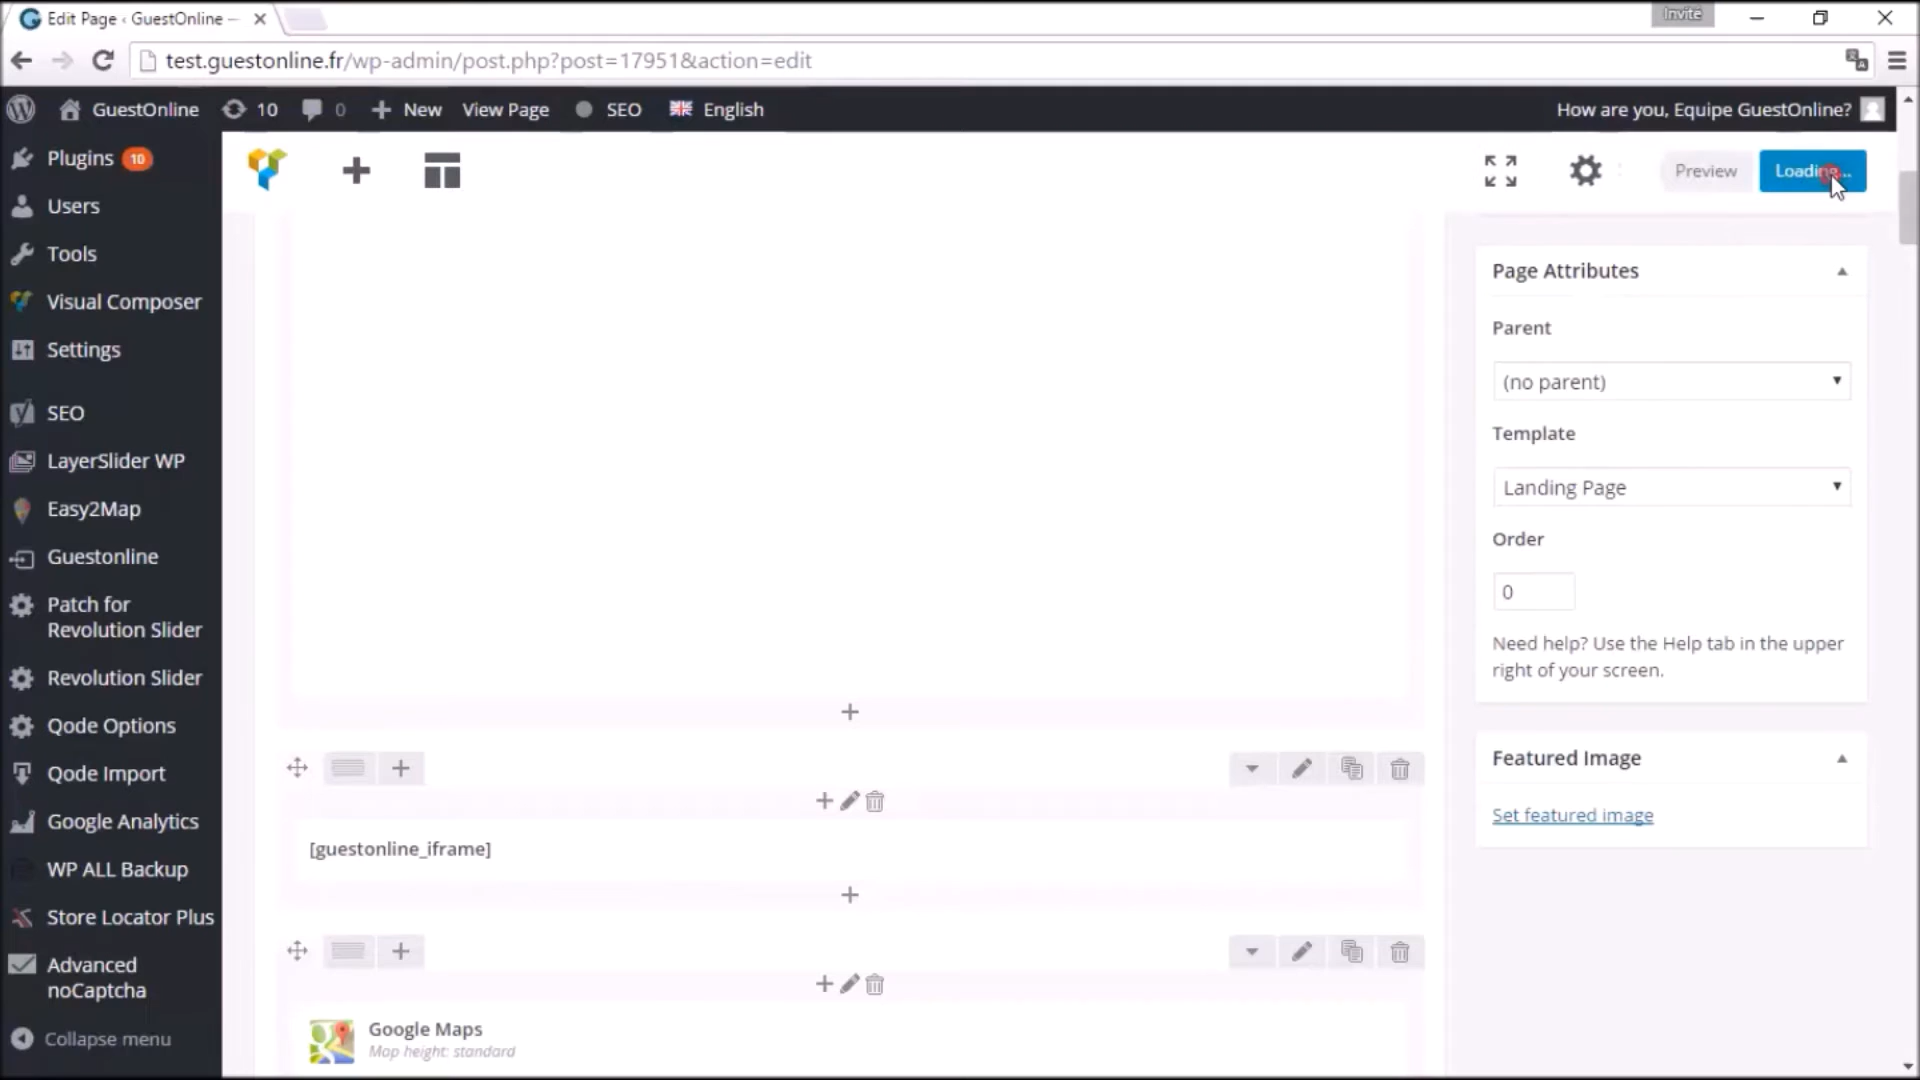 Edit Page ‹ GuestOnline —
Invité
test.guestonline.fr/wp-admin/post.php?post=17951&action=edit
GuestOnline
10
0
New
View Page
SEO
English
How are you, Equipe GuestOnline?
Plugins 10
Users
Tools
Visual Composer
Settings
SEO
LayerSlider WP
Easy2Map
Guestonline
Patch for
Revolution Slider
Revolution Slider
Qode Options
Qode Import
Google Analytics
WP ALL Backup
Store Locator Plus
Advanced
noCaptcha
Collapse menu
Preview
Loading...
[guestonline_iframe]
Google Maps
Map height: standard
Page Attributes
Parent
(no parent)
Template
Landing Page
Order
0
Need help? Use the Help tab in the upper
right of your screen.
Featured Image
Set featured image